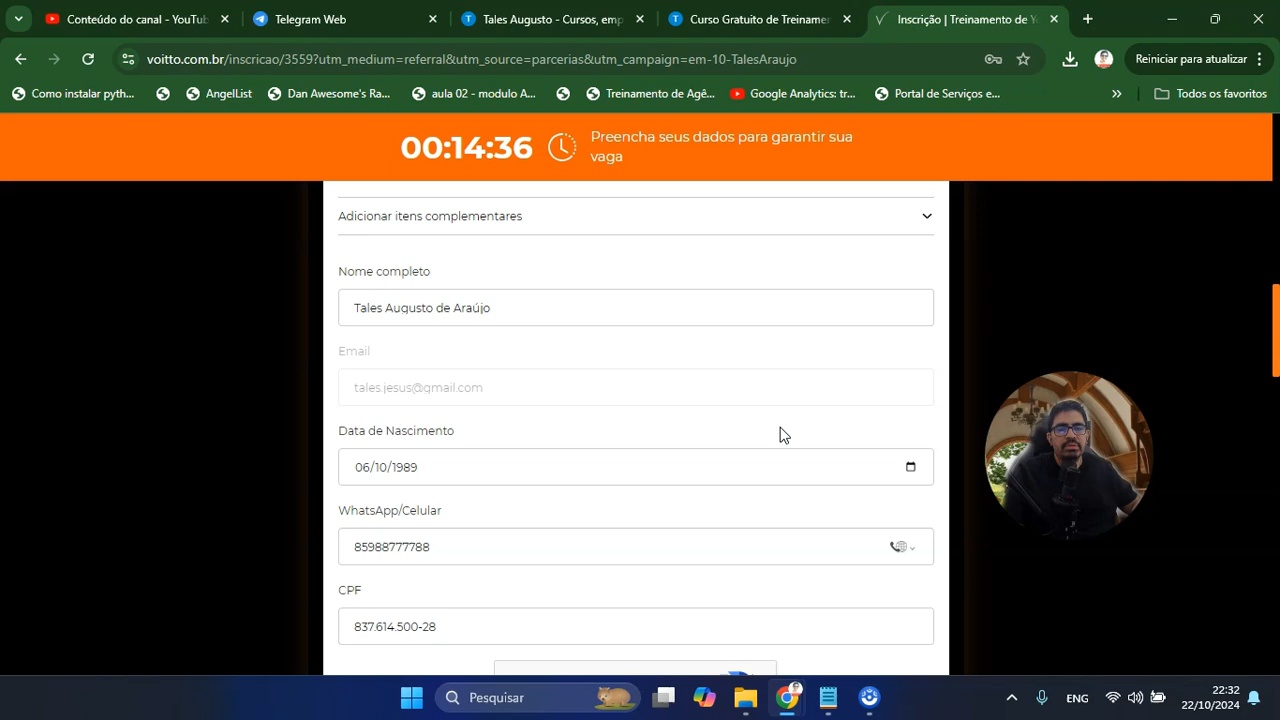 Conteúdo do canal - YouTub
Telegram Web
Tales Augusto - Cursos, emp
Curso Gratuito de Treinamen
Inscrição | Treinamento de Yo
voitto.com.br/inscricao/3559?utm_medium=referral&utm_source=parcerias&utm_campaign=em-10-TalesAraujo
Reiniciar para atualizar
Como instalar pyth...
AngelList
Dan Awesome's Ra...
aula 02 - modulo A...
Treinamento de Agê...
Google Analytics: tr...
Portal de Serviços e...
»
Todos os favoritos
00:14:36
Preencha seus dados para garantir sua
vaga
Adicionar itens complementares
Nome completo
Tales Augusto de Araújo
Email
tales.jesus@gmail.com
Data de Nascimento
06/10/1989
WhatsApp/Celular
85988777788
CPF
837.614.500-28
Pesquisar
ENG
22:32
22/10/2024